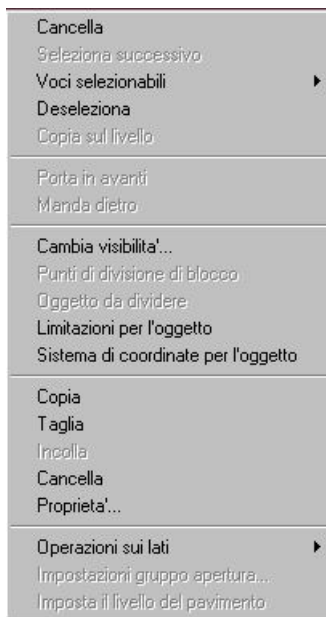 Cancella
Seleziona successivo
Voci selezionabili
Deseleziona
Copia sul livello
Porta in avanti
Manda dietro
Cambia visibilita'...
Punti di divisione di blocco
Oggetto da dividere
Limitazioni per l'oggetto
Sistema di coordinate per l'oggetto
Copia
Taglia
Incolla
Cancella
Proprieta'...
Operazioni sui lati
Impostazioni gruppo apertura...
Imposta il livello del pavimento